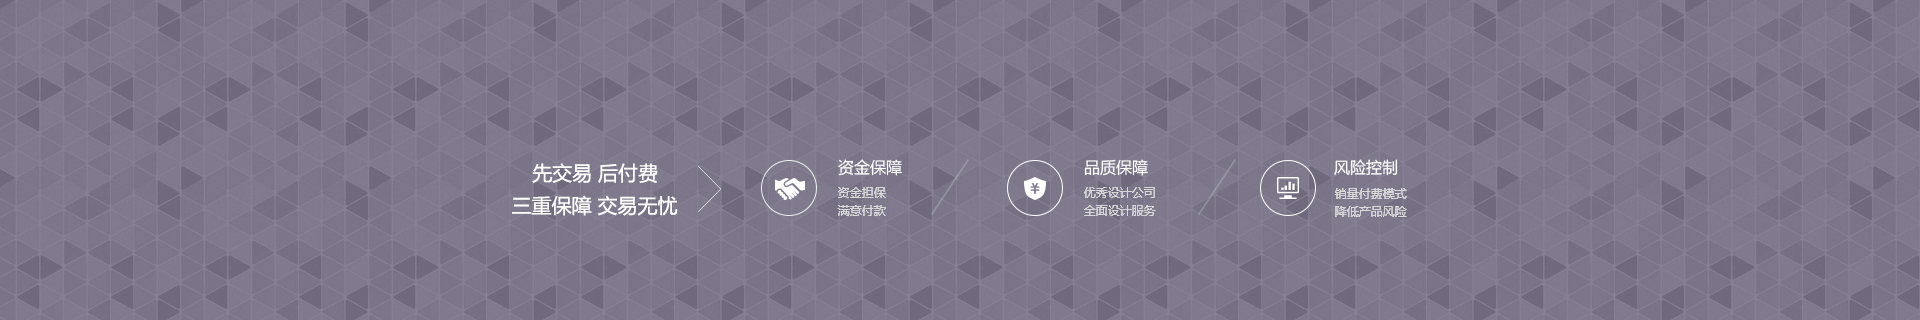 先交易 后付费
三重保障 交易无忧
资金保障
资金担保
满意付款
品质保障
优秀设计公司
全面设计服务
风险控制
销量付费模式
降低产品风险